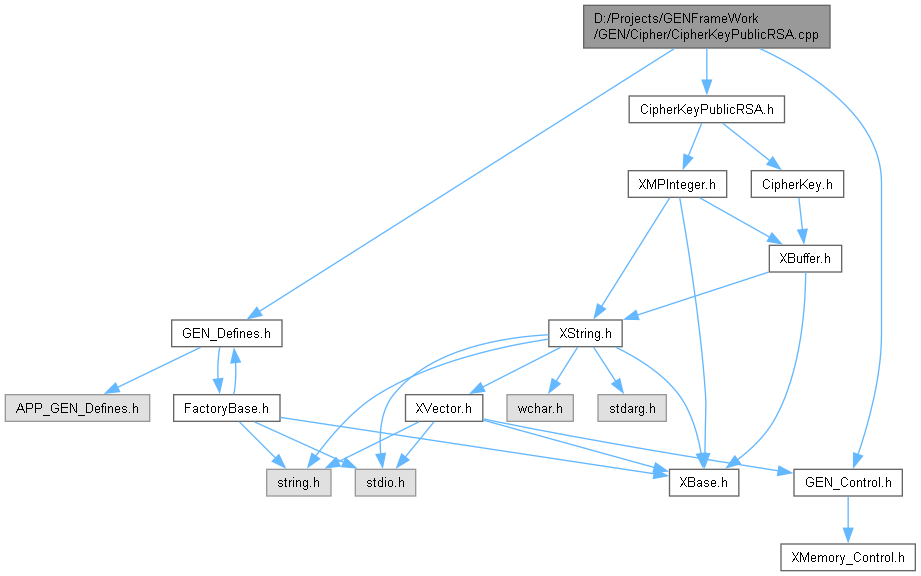 D:/Projects/GENFrameWork
/GEN/Cipher/CipherKeyPublicRSA.cpp
CipherKeyPublicRSA.h
XMPInteger.h
CipherKey.h
XBuffer.h
GEN_Defines.h
XString.h
APP_GEN_Defines.h
FactoryBase.h
XVector.h
wchar.h
stdarg.h
string.h
stdio.h
XBase.h
GEN_Control.h
XMemory_Control.h